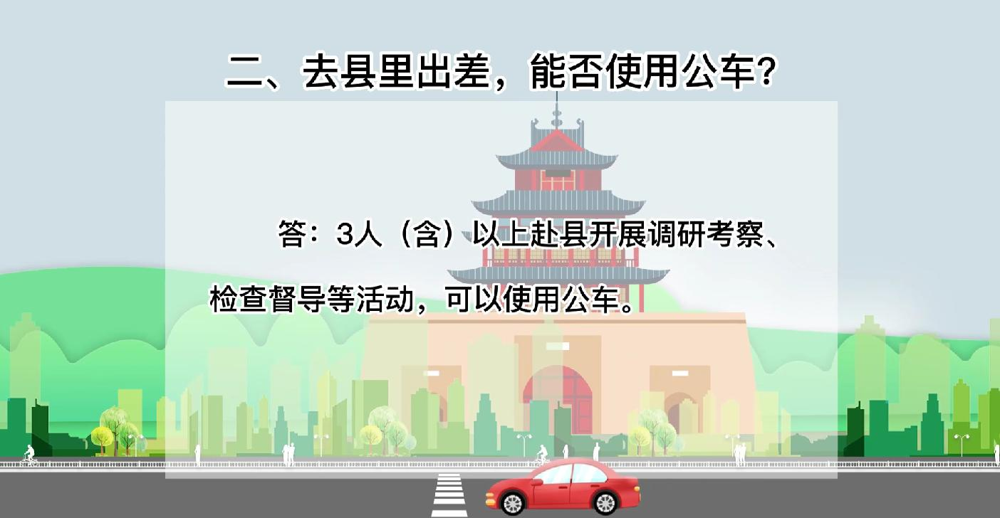 二、去县里出差，能否使用公车？
答：3人（含）以上赴县开展调研考察、
检查督导等活动，可以使用公车。